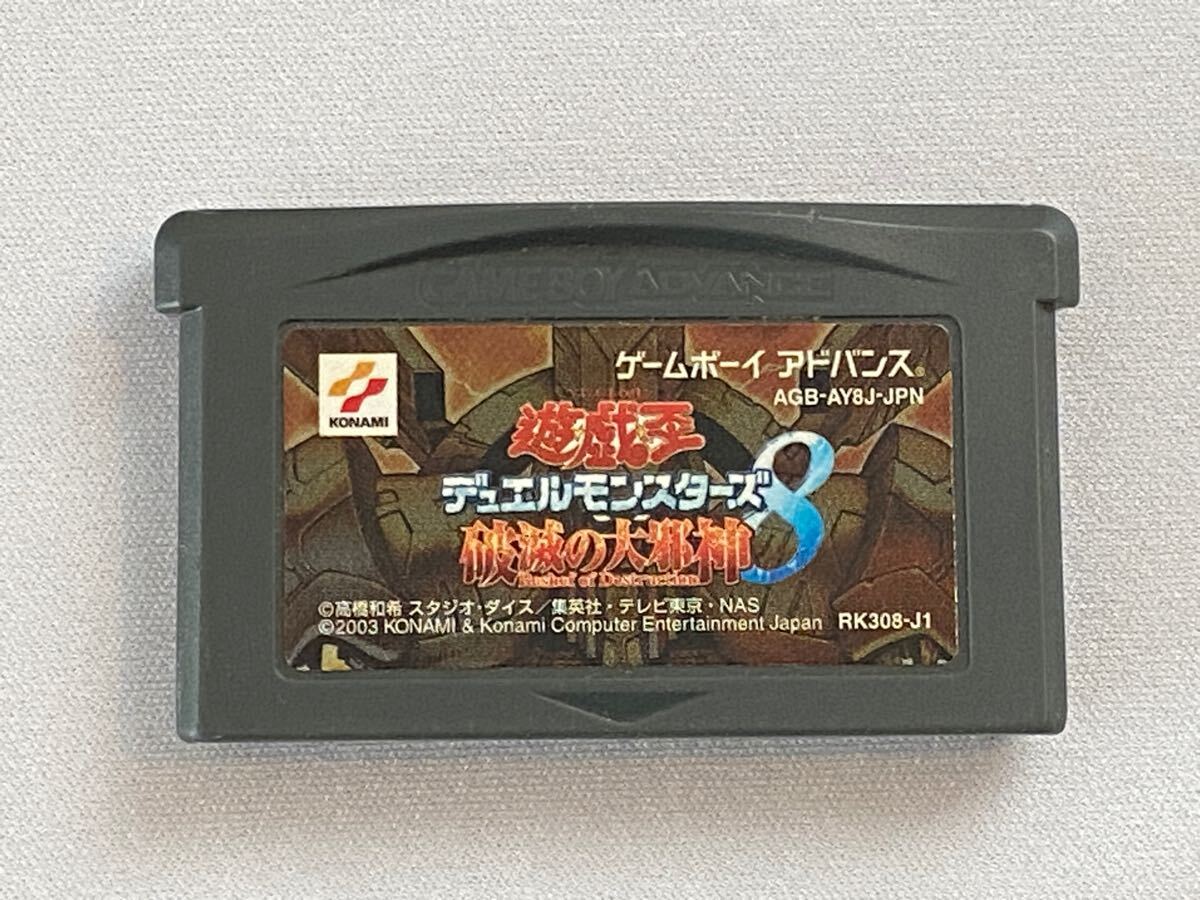 GAME BOY ADVANCE
KONAMI
ゲームボーイ アドバンス®
AGB-AY8J-JPN
遊戯王
デュエルモンスターズ8
破滅の大邪神
of Destruction
©高橋和希 スタジオ・ダイス/集英社・テレビ東京・NAS
©2003 KONAMI & Konami Computer Entertainment Japan RK308-J1